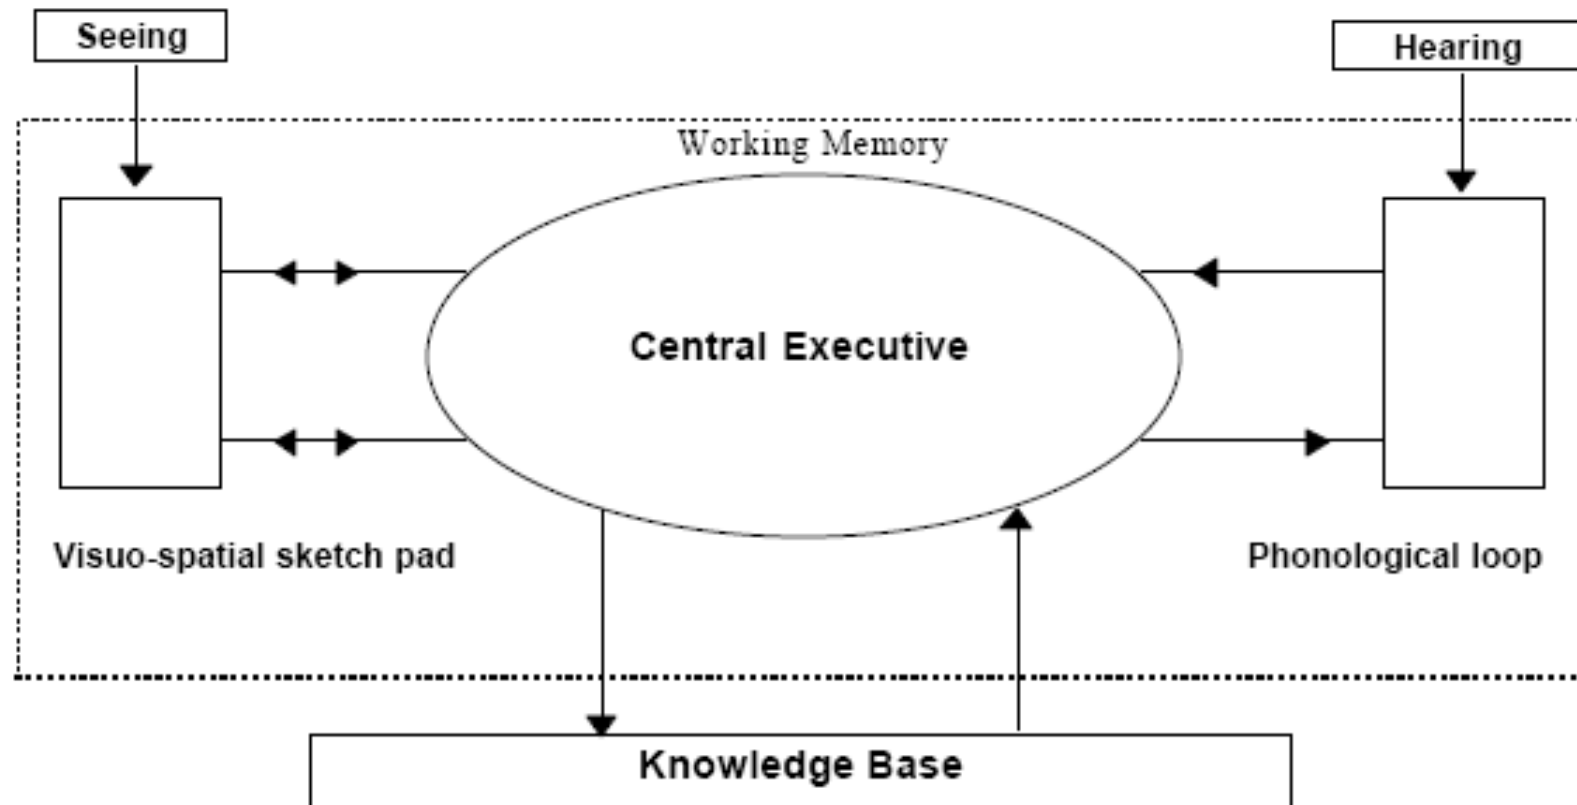 Seeing
Hearing
Working Memory
Central Executive
Visuo-spatial sketch pad
Phonological loop
Knowledge Base